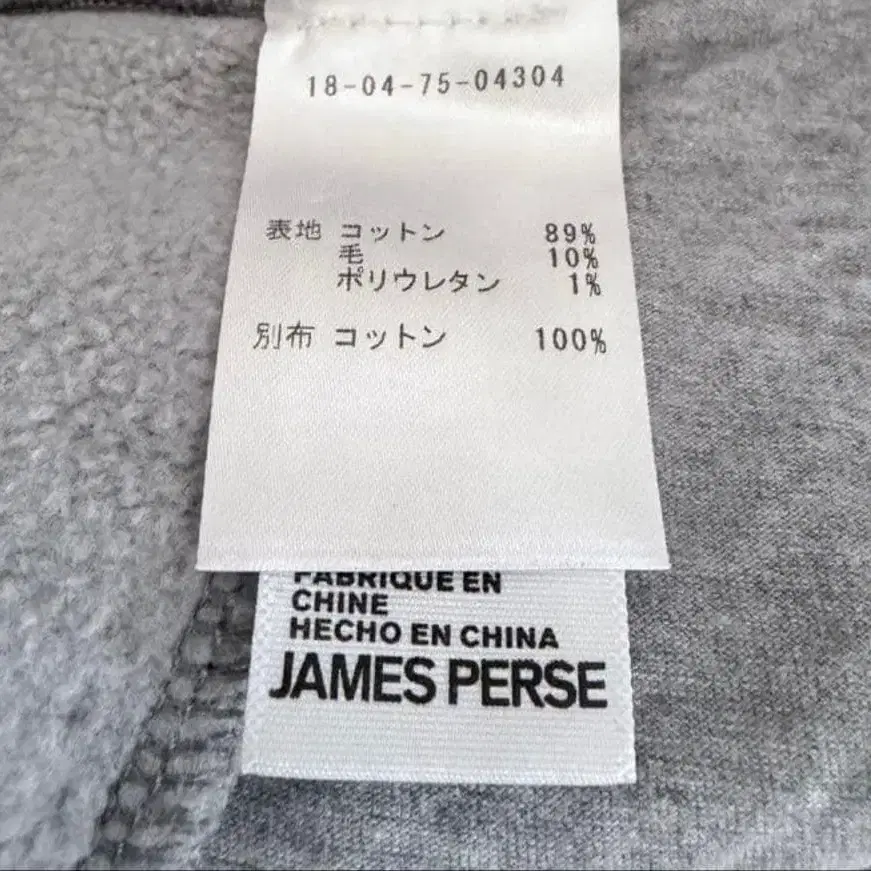 18-04-75-04304
表地 コットン 89%
毛 10%
ポリウレタン 1%
別布 コットン 100%
FABRIQUE EN
CHINE
HECHO EN CHINA
JAMES PERSE